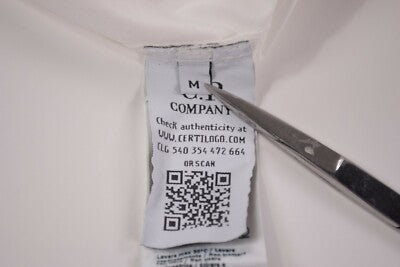 M
C.P.
COMPANY
Check authenticity at
WWW.CERTILOGO.COM
CLG 540 354 472 664
OR SCAN